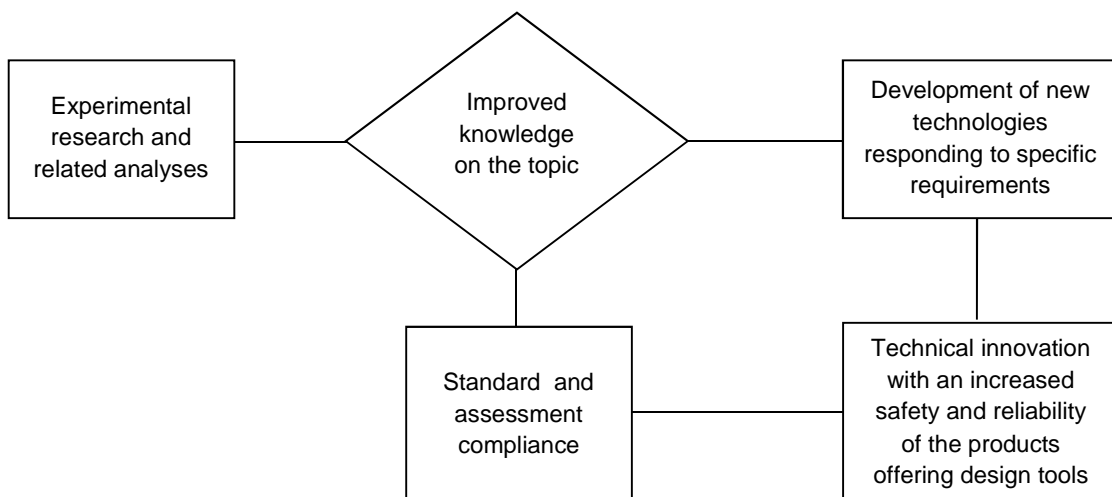 Experimental
research and
related analyses
Improved
knowledge
on the topic
Development of new
technologies
responding to specific
requirements
Standard and
assessment
compliance
Technical innovation
with an increased
safety and reliability
of the products
offering design tools